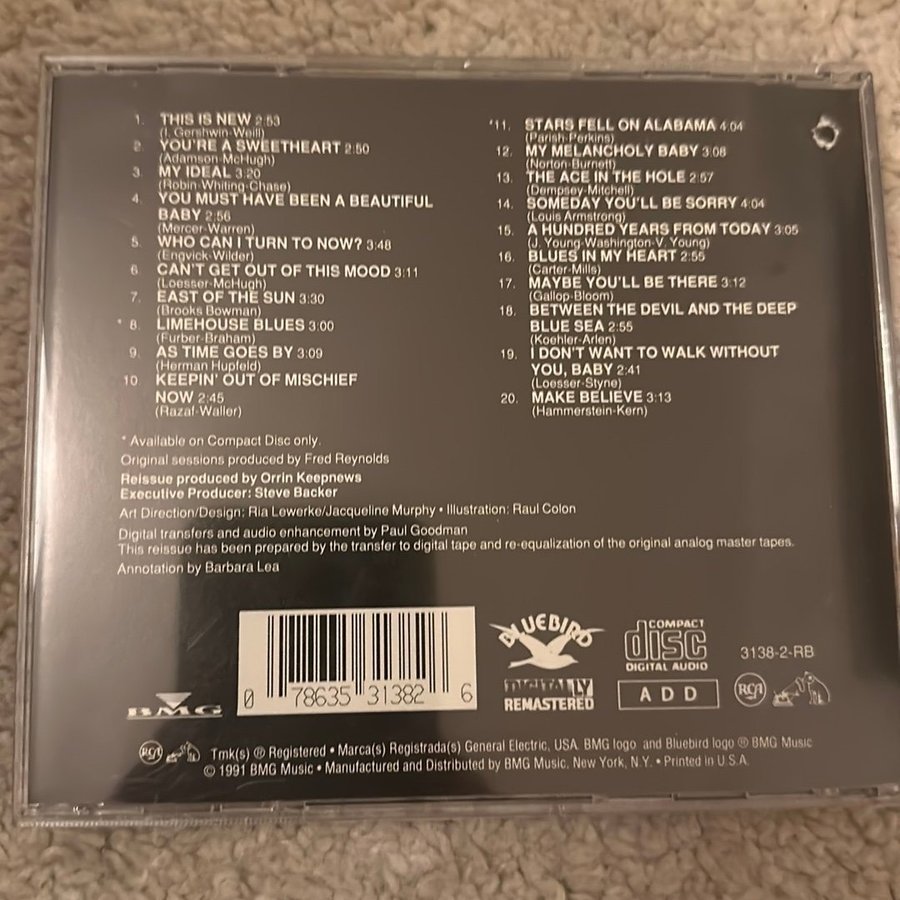 1. THIS IS NEW 2:53
(I. Gershwin-Weill)
2. YOU'RE A SWEETHEART 2:50
(Adamson-McHugh)
3. MY IDEAL 3:20
(Robin-Whiting-Chase)
4. YOU MUST HAVE BEEN A BEAUTIFUL
BABY 2:56
(Mercer-Warren)
5. WHO CAN I TURN TO NOW? 3:48
(Engvick-Wilder)
6. CAN'T GET OUT OF THIS MOOD 3:11
(Loesser-McHugh)
7. EAST OF THE SUN 3:30
(Brooks Bowman)
* 8. LIMEHOUSE BLUES 3:00
(Furber-Braham)
9. AS TIME GOES BY 3:09
(Herman Hupfeld)
10. KEEPIN' OUT OF MISCHIEF
NOW 2:45
(Razaf-Waller)
*11. STARS FELL ON ALABAMA 4:04
(Parish-Perkins)
12. MY MELANCHOLY BABY 3:08
(Norton-Burnett)
13. THE ACE IN THE HOLE 2:57
(Dempsey-Mitchell)
14. SOMEDAY YOU'LL BE SORRY 4:04
(Louis Armstrong)
15. A HUNDRED YEARS FROM TODAY 3:05
(J. Young-Washington-V. Young)
16. BLUES IN MY HEART 2:55
(Carter-Mills)
17. MAYBE YOU'LL BE THERE 3:12
(Gallop-Bloom)
18. BETWEEN THE DEVIL AND THE DEEP
BLUE SEA 2:55
(Koehler-Arlen)
19. I DON'T WANT TO WALK WITHOUT
YOU, BABY 2:41
(Loesser-Styne)
20. MAKE BELIEVE 3:13
(Hammerstein-Kern)
* Available on Compact Disc only.
Original sessions produced by Fred Reynolds
Reissue produced by Orrin Keepnews
Executive Producer: Steve Backer
Art Direction/Design: Ria Lewerke/Jacqueline Murphy • Illustration: Raul Colon
Digital transfers and audio enhancement by Paul Goodman
This reissue has been prepared by the transfer to digital tape and re-equalization of the original analog master tapes.
Annotation by Barbara Lea
BMG
0 78635 31382 6
BLUEBIRD
DIGITALLY
REMASTERED
COMPACT
disc
DIGITAL AUDIO
ADD
3138-2-RB
RCA
RCA Tmk(s) ® Registered • Marca(s) Registrada(s) General Electric, USA. BMG logo and Bluebird logo ® BMG Music
© 1991 BMG Music • Manufactured and Distributed by BMG Music, New York, N.Y. • Printed in U.S.A.